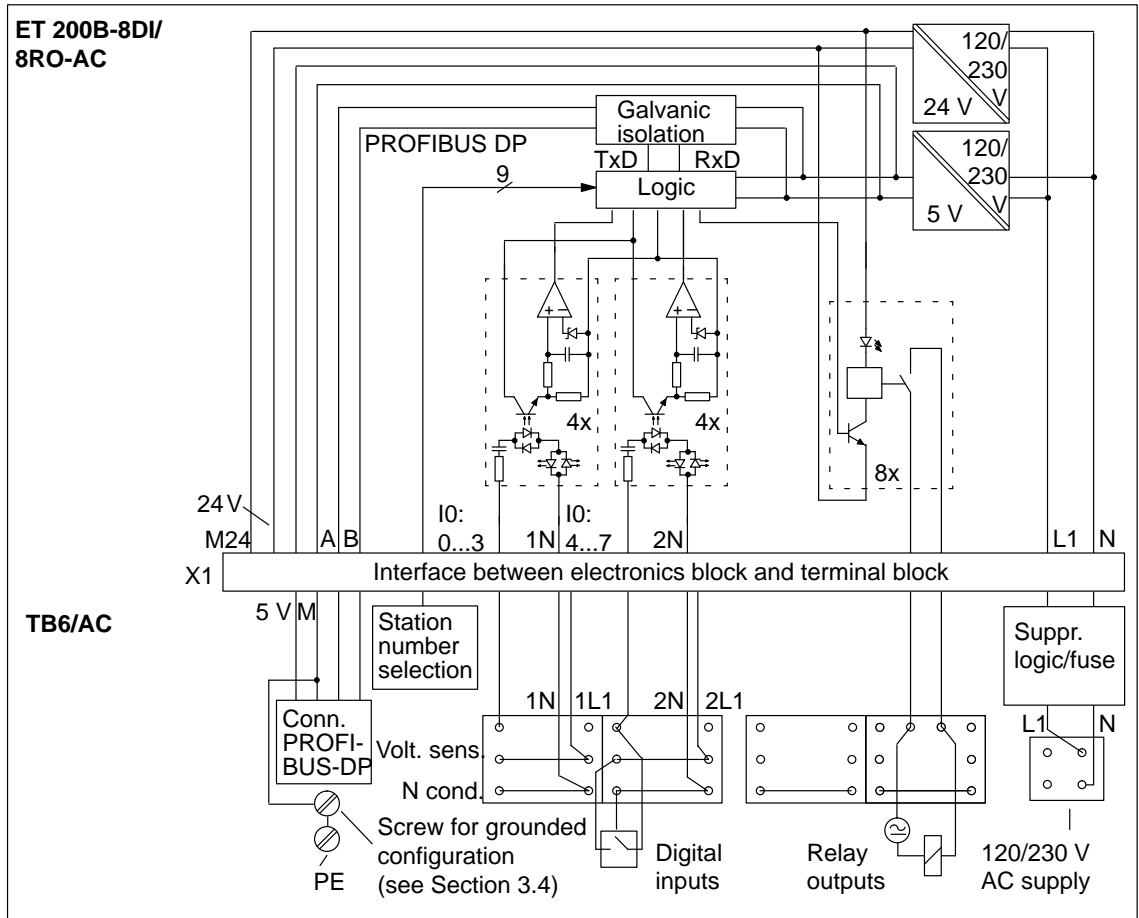 ET 200B-8DI/
8RO-AC
120/
230
V
24 V
Galvanic
isolation
PROFIBUS DP
TxD RxD
120/
230
V
5 V
9
Logic
+ -
+ -
4x
4x
8x
24 V
M24
A B
I0:
0...3
1N
I0:
4...7
2N
L1 N
X1
Interface between electronics block and terminal block
5 V M
TB6/AC
Station
number
selection
Suppr.
logic/fuse
1N 1L1 2N 2L1
Conn.
PROFI-
BUS-DP
Volt. sens.
N cond.
L1 N
Screw for grounded
configuration
(see Section 3.4)
PE
Digital
inputs
Relay
outputs
120/230 V
AC supply